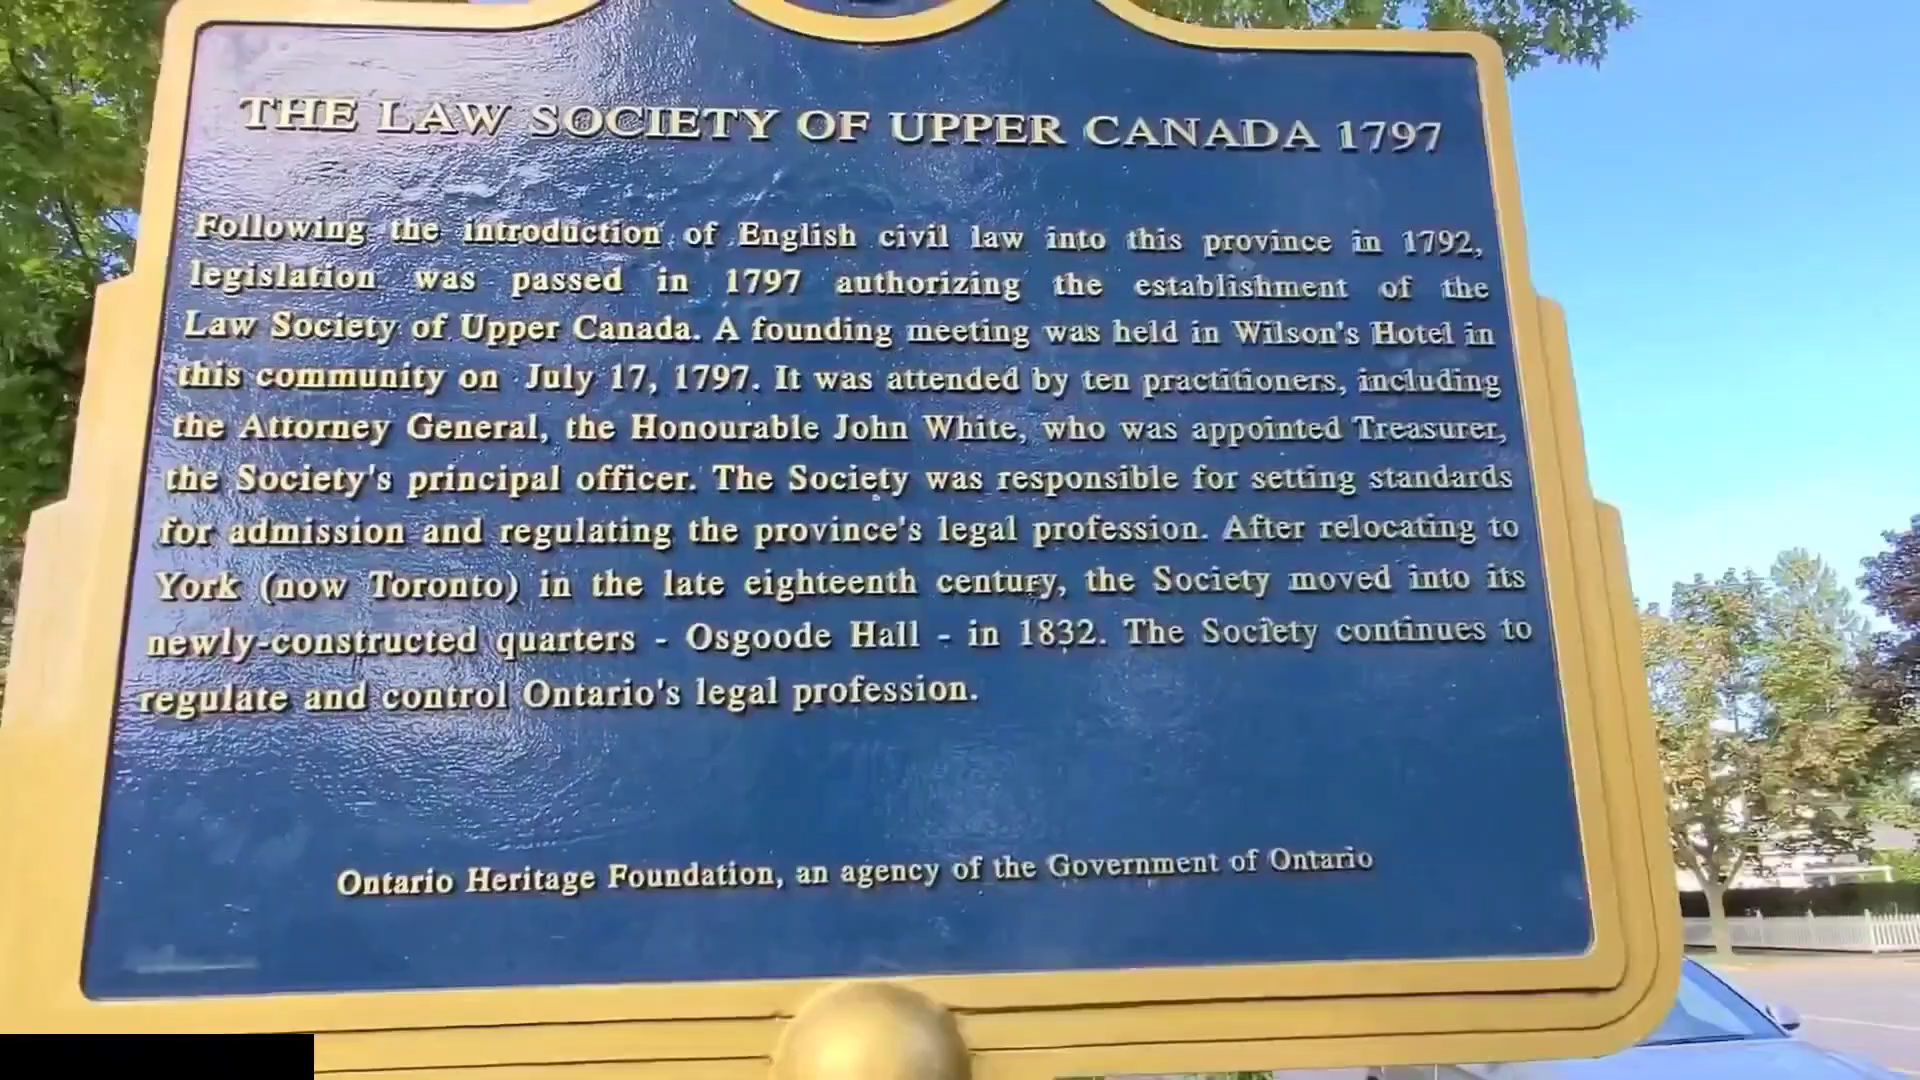 THE LAW SOCIETY OF UPPER CANADA 1797
Following the introduction of English civil law into this province in 1792,
legislation was passed in 1797 authorizing the establishment of the
Law Society of Upper Canada. A founding meeting was held in Wilson's Hotel in
this community on July 17, 1797. It was attended by ten practitioners, including
the Attorney General, the Honourable John White, who was appointed Treasurer,
the Society's principal officer. The Society was responsible for setting standards
for admission and regulating the province's legal profession. After relocating to
York (now Toronto) in the late eighteenth century, the Society moved into its
newly-constructed quarters - Osgoode Hall - in 1832. The Society continues to
regulate and control Ontario's legal profession.
Ontario Heritage Foundation, an agency of the Government of Ontario